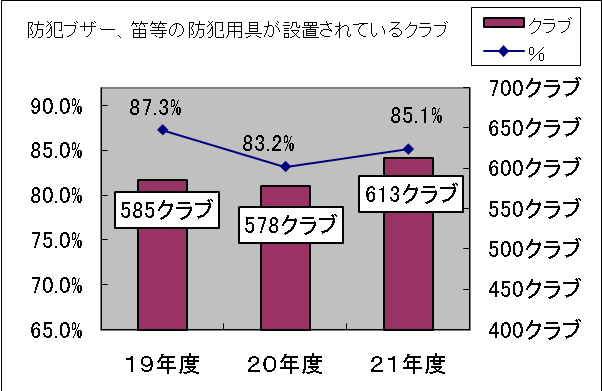 防犯ブザー、笛等の防犯用具が設置されているクラブ
クラブ
%
90.0%
85.0%
80.0%
75.0%
70.0%
65.0%
87.3%
83.2%
85.1%
585クラブ
578クラブ
613クラブ
700クラブ
650クラブ
600クラブ
550クラブ
500クラブ
450クラブ
400クラブ
19年度
20年度
21年度